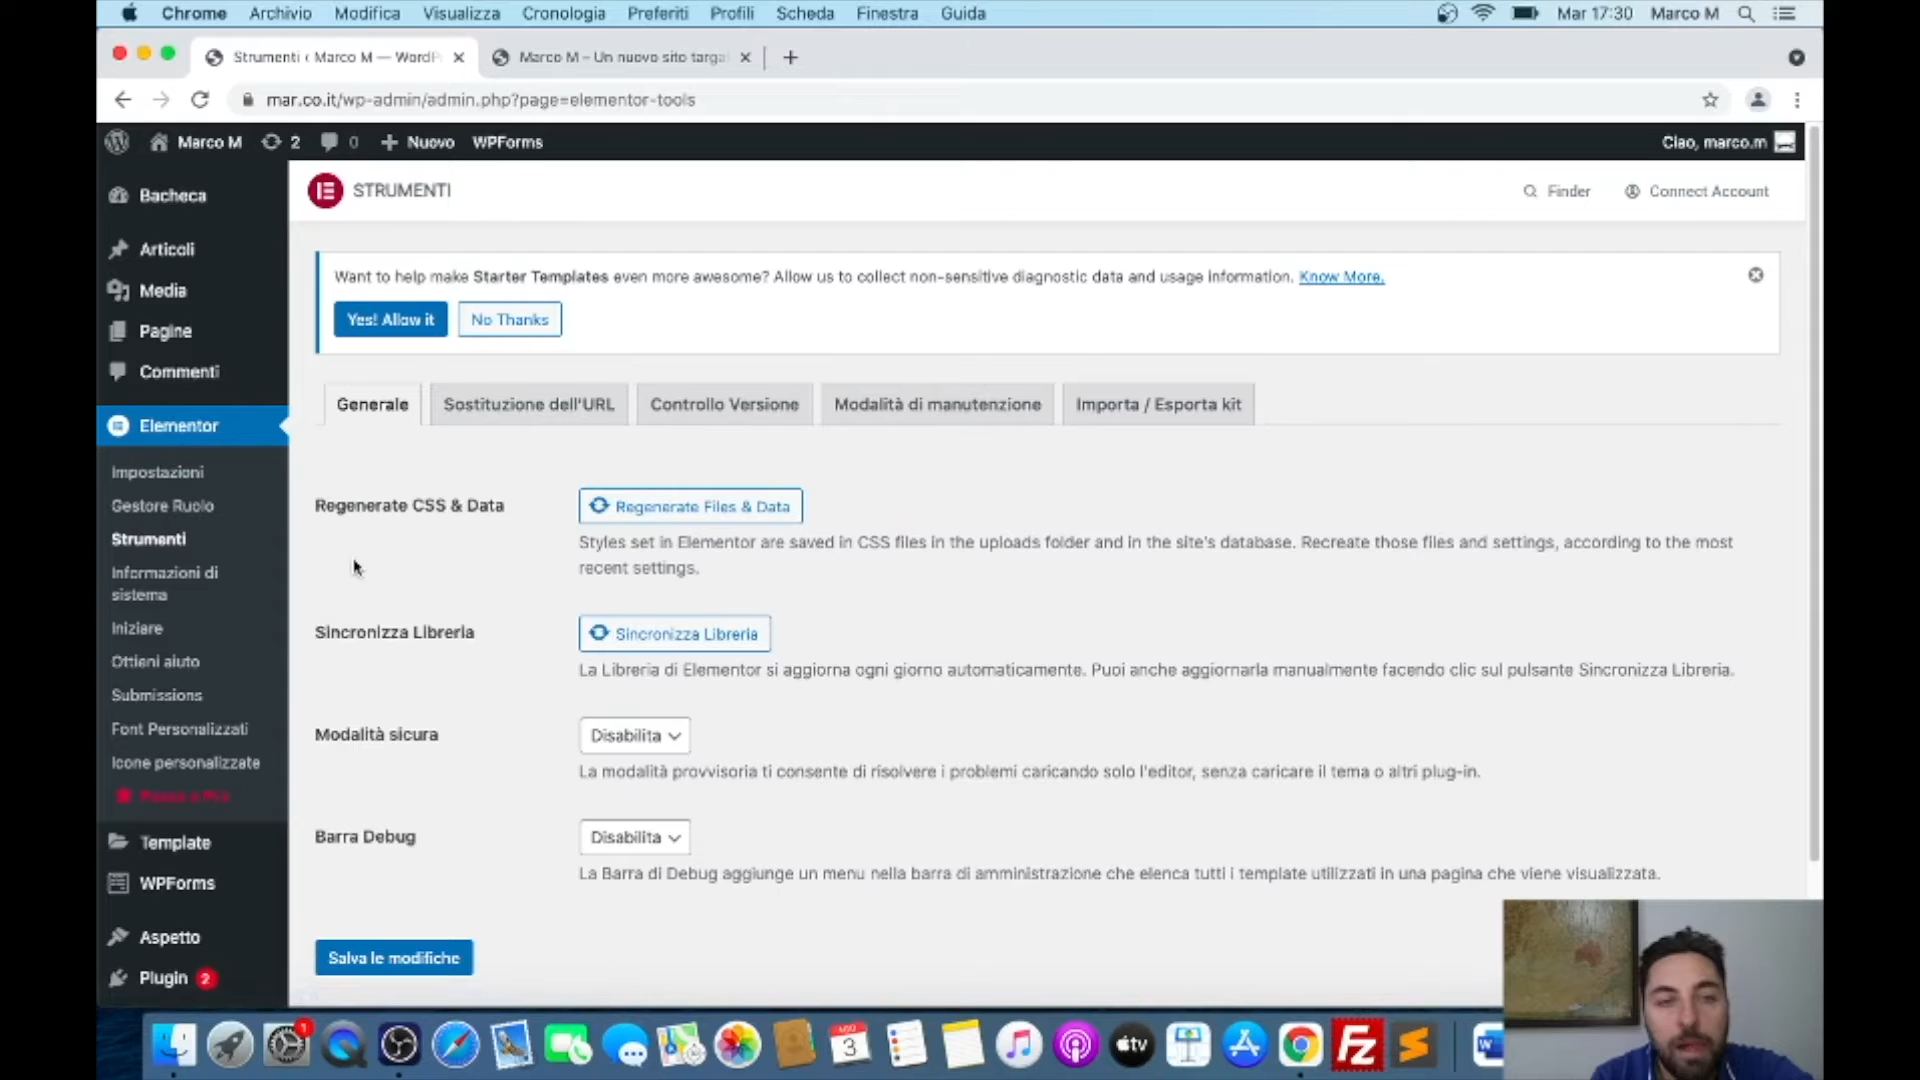 Chrome Archivio Modifica Visualizza Cronologia Preferiti Profili Scheda Finestra Guida Mar 17:30 Marco M
Strumenti ‹ Marco M — WordP
Marco M – Un nuovo sito targa
mar.co.it/wp-admin/admin.php?page=elementor-tools
Marco M 2 0 Nuovo WPForms Ciao, marco.m
Bacheca
Articoli
Media
Pagine
Commenti
Elementor
Impostazioni
Gestore Ruolo
Strumenti
Informazioni di
sistema
Iniziare
Ottieni aiuto
Submissions
Font Personalizzati
Icone personalizzate
Template
WPForms
Aspetto
Plugin 2
STRUMENTI
Finder Connect Account
Want to help make Starter Templates even more awesome? Allow us to collect non-sensitive diagnostic data and usage information. Know More.
Yes! Allow it No Thanks
Generale Sostituzione dell'URL Controllo Versione Modalità di manutenzione Importa / Esporta kit
Regenerate CSS & Data Regenerate Files & Data
Styles set in Elementor are saved in CSS files in the uploads folder and in the site's database. Recreate those files and settings, according to the most
recent settings.
Sincronizza Libreria Sincronizza Libreria
La Libreria di Elementor si aggiorna ogni giorno automaticamente. Puoi anche aggiornarla manualmente facendo clic sul pulsante Sincronizza Libreria.
Modalità sicura Disabilita
La modalità provvisoria ti consente di risolvere i problemi caricando solo l'editor, senza caricare il tema o altri plug-in.
Barra Debug Disabilita
La Barra di Debug aggiunge un menu nella barra di amministrazione che elenca tutti i template utilizzati in una pagina che viene visualizzata.
Salva le modifiche
1
3
tv
Fz
W